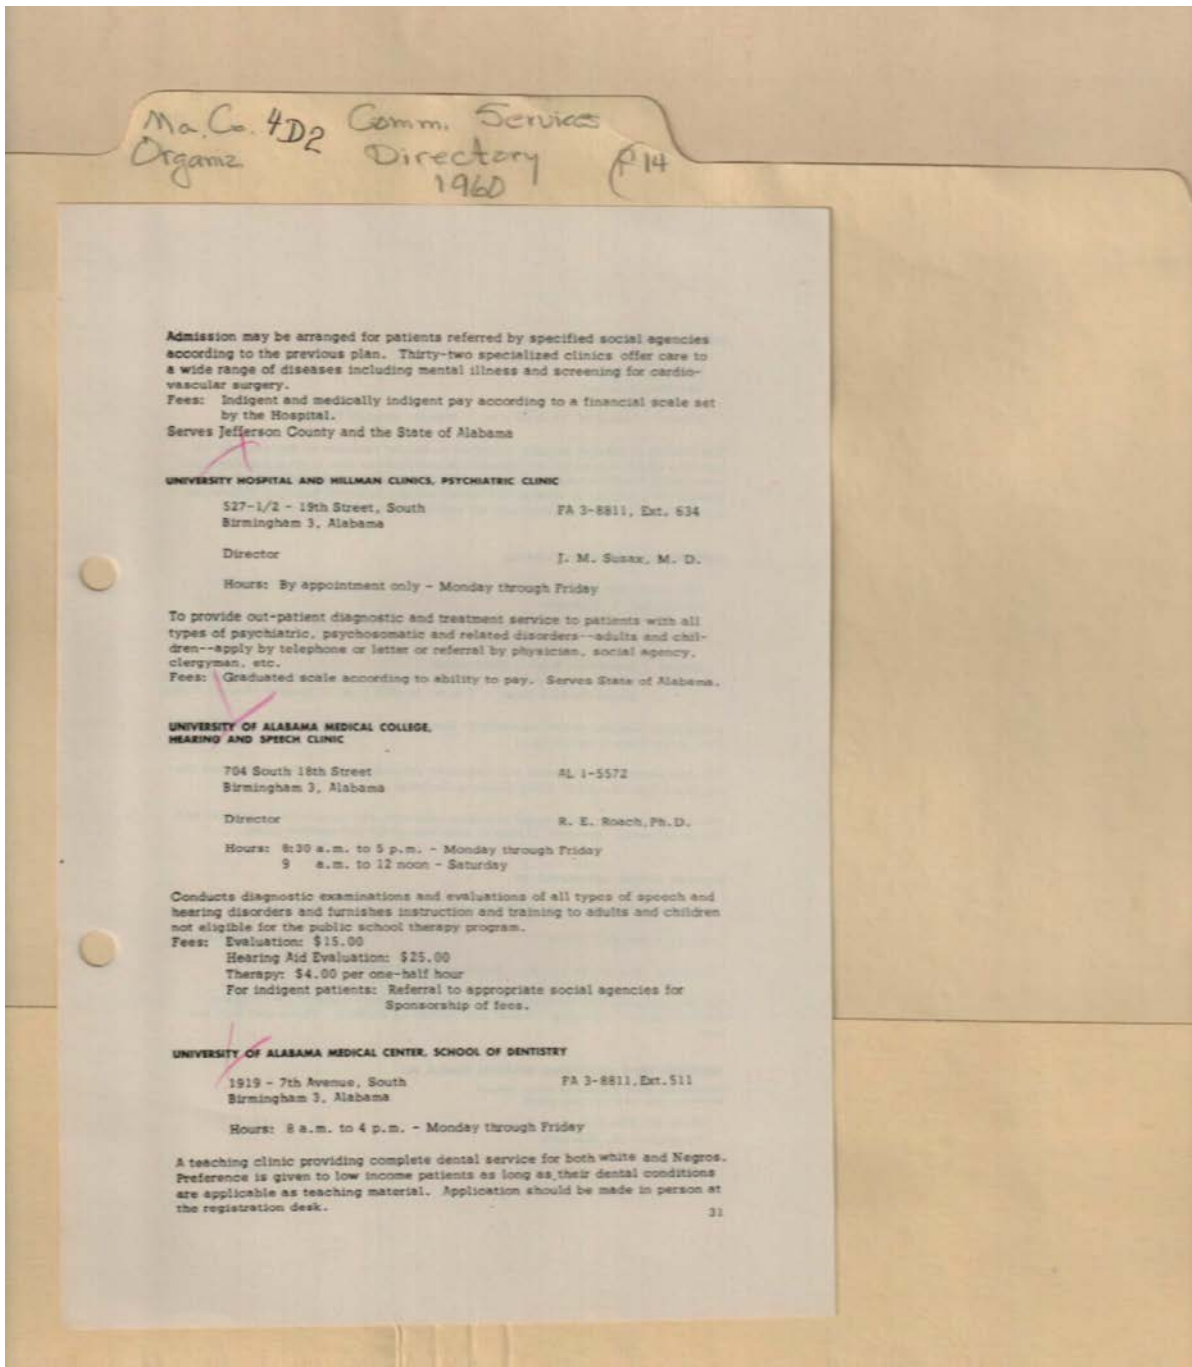 Ma. Co. 4D2 Comm. Services
Organiz Directory P14
1960
Admission may be arranged for patients referred by specified social agencies
according to the previous plan. Thirty-two specialized clinics offer care to
a wide range of diseases including mental illness and screening for cardio-
vascular surgery.
Fees: Indigent and medically indigent pay according to a financial scale set
by the Hospital.
Serves Jefferson County and the State of Alabama
UNIVERSITY HOSPITAL AND HILLMAN CLINICS, PSYCHIATRIC CLINIC
527-1/2 - 19th Street, South FA 3-8811, Ext. 634
Birmingham 3, Alabama
Director J. M. Susax, M. D.
Hours: By appointment only - Monday through Friday
To provide out-patient diagnostic and treatment service to patients with all
types of psychiatric, psychosomatic and related disorders--adults and chil-
dren--apply by telephone or letter or referral by physician, social agency,
clergyman, etc.
Fees: Graduated scale according to ability to pay. Serves State of Alabama.
UNIVERSITY OF ALABAMA MEDICAL COLLEGE,
HEARING AND SPEECH CLINIC
704 South 18th Street AL 1-5572
Birmingham 3, Alabama
Director R. E. Roach, Ph.D.
Hours: 8:30 a.m. to 5 p.m. - Monday through Friday
9 a.m. to 12 noon - Saturday
Conducts diagnostic examinations and evaluations of all types of speech and
hearing disorders and furnishes instruction and training to adults and children
not eligible for the public school therapy program.
Fees: Evaluation: $15.00
Hearing Aid Evaluation: $25.00
Therapy: $4.00 per one-half hour
For indigent patients: Referral to appropriate social agencies for
Sponsorship of fees.
UNIVERSITY OF ALABAMA MEDICAL CENTER, SCHOOL OF DENTISTRY
1919 - 7th Avenue, South FA 3-8811, Ext. 511
Birmingham 3, Alabama
Hours: 8 a.m. to 4 p.m. - Monday through Friday
A teaching clinic providing complete dental service for both white and Negros.
Preference is given to low income patients as long as their dental conditions
are applicable as teaching material. Application should be made in person at
the registration desk.
31